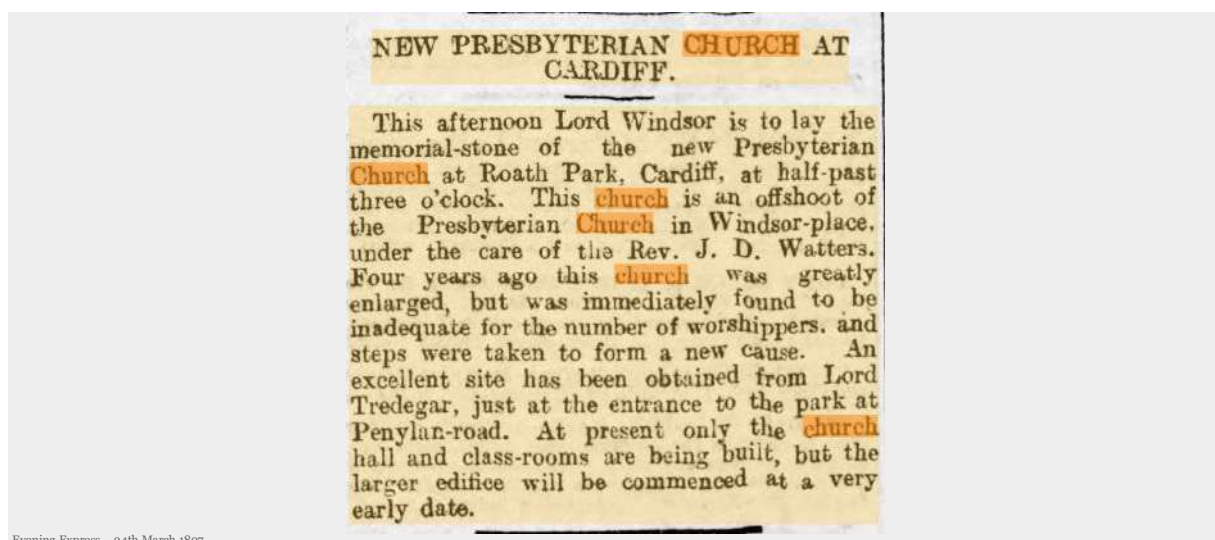 NEW PRESBYTERIAN CHURCH AT
CARDIFF.
This afternoon Lord Windsor is to lay the
memorial-stone of the new Presbyterian
Church at Roath Park, Cardiff, at half-past
three o'clock. This church is an offshoot of
the Presbyterian Church in Windsor-place,
under the care of the Rev. J. D. Watters.
Four years ago this church was greatly
enlarged, but was immediately found to be
inadequate for the number of worshippers, and
steps were taken to form a new cause. An
excellent site has been obtained from Lord
Tredegar, just at the entrance to the park at
Penylan-road. At present only the church
hall and class-rooms are being built, but the
larger edifice will be commenced at a very
early date.
Evening Express March